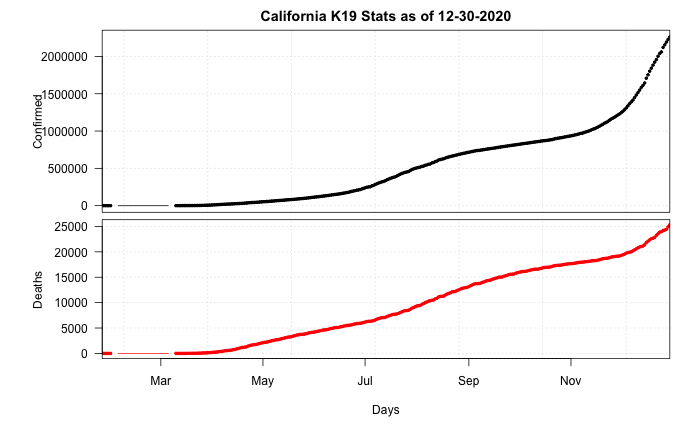 California K19 Stats as of 12-30-2020
Confirmed
2000000
1500000
1000000
500000
0
Deaths
25000
20000
15000
10000
5000
0
Mar May Jul Sep Nov
Days